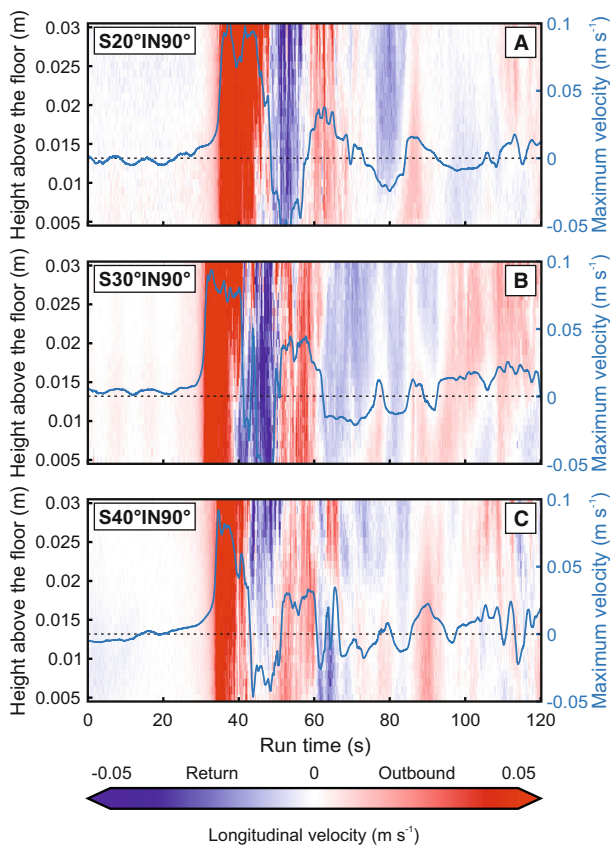 S20°IN90°
A
Height above the floor (m)
0.03
0.025
0.02
0.015
0.01
0.005
0.1
0.05
0
-0.05
Maximum velocity (m s-1)
S30°IN90°
B
Height above the floor (m)
0.03
0.025
0.02
0.015
0.01
0.005
0.1
0.05
0
-0.05
Maximum velocity (m s-1)
S40°IN90°
C
Height above the floor (m)
0.03
0.025
0.02
0.015
0.01
0.005
0.1
0.05
0
-0.05
Maximum velocity (m s-1)
0 20 40 60 80 100 120
Run time (s)
-0.05 Return 0 Outbound 0.05
Longitudinal velocity (m s-1)